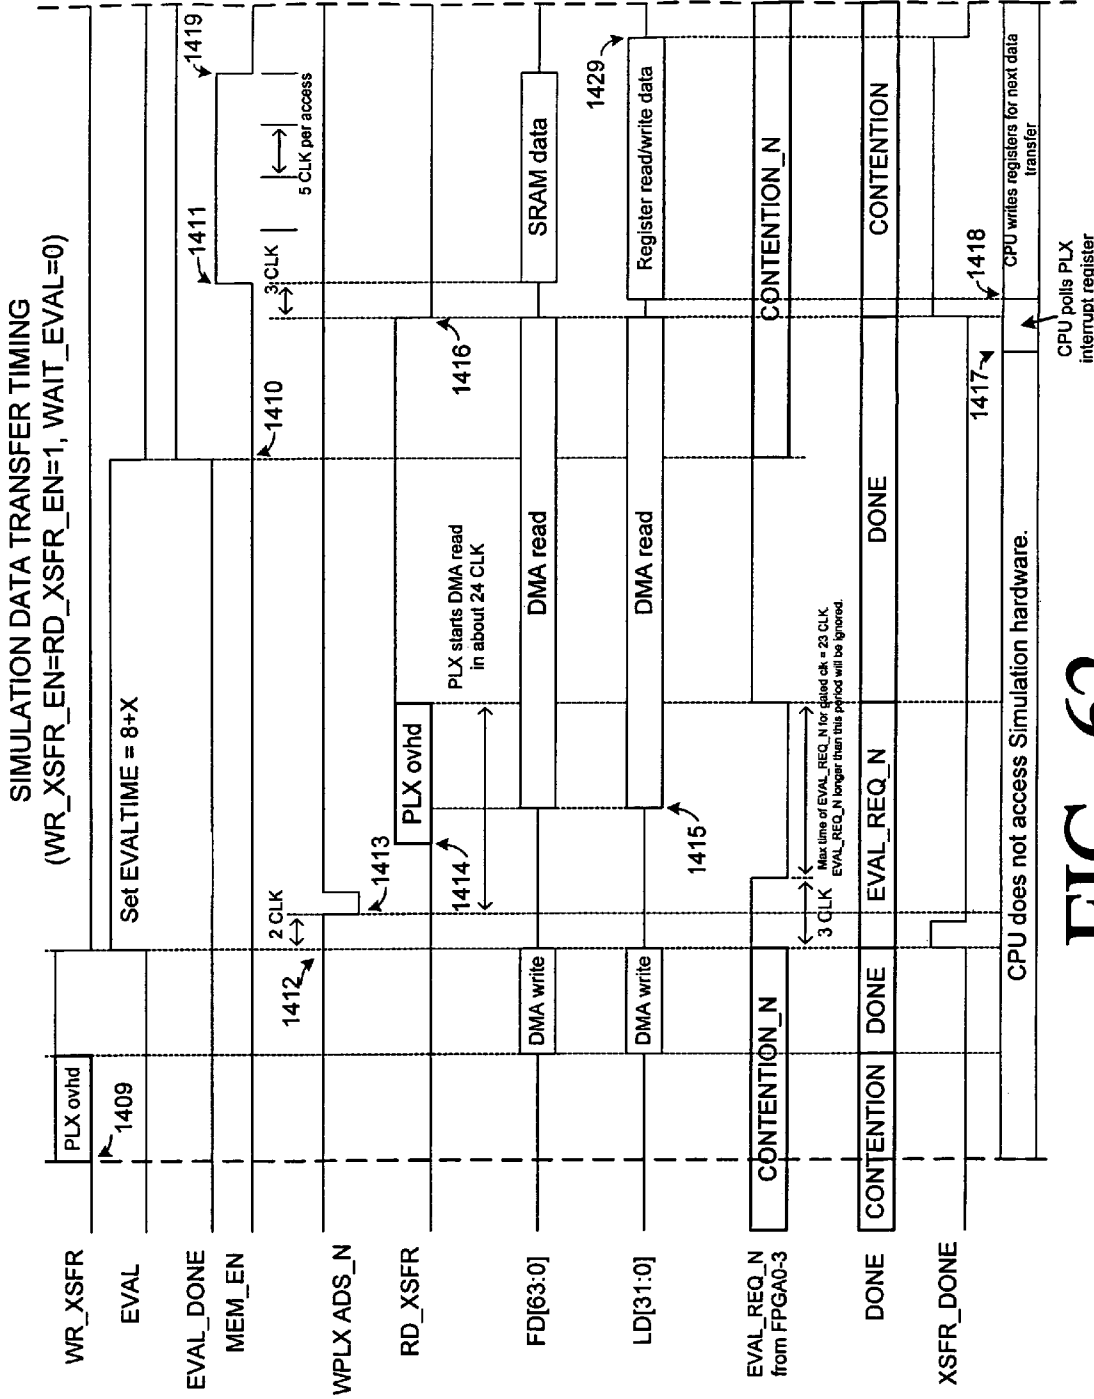 SIMULATION DATA TRANSFER TIMING
(WR_XSFR_EN=RD_XSFR_EN=1, WAIT_EVAL=0)
WR_XSFR
PLX ovhd
1409
EVAL
Set EVALTIME = 8+X
EVAL_DONE
MEM_EN
1410
1411
1419
3 CLK
5 CLK per access
WPLX ADS_N
1412
2 CLK
1413
RD_XSFR
1414
PLX ovhd
PLX starts DMA read
in about 24 CLK
1416
FD[63:0]
DMA write
DMA read
SRAM data
LD[31:0]
DMA write
1415
DMA read
Register read/write data
1429
EVAL_REQ_N
from FPGA0-3
CONTENTION_N
3 CLK
Max time of EVAL_REQ_N for gated clk = 23 CLK.
EVAL_REQ_N longer than this period will be ignored.
CONTENTION_N
DONE
CONTENTION
DONE
EVAL_REQ_N
DONE
CONTENTION
XSFR_DONE
1417
1418
CPU does not access Simulation hardware.
CPU polls PLX
interrupt register
CPU writes registers for next data
transfer
FIG. 62